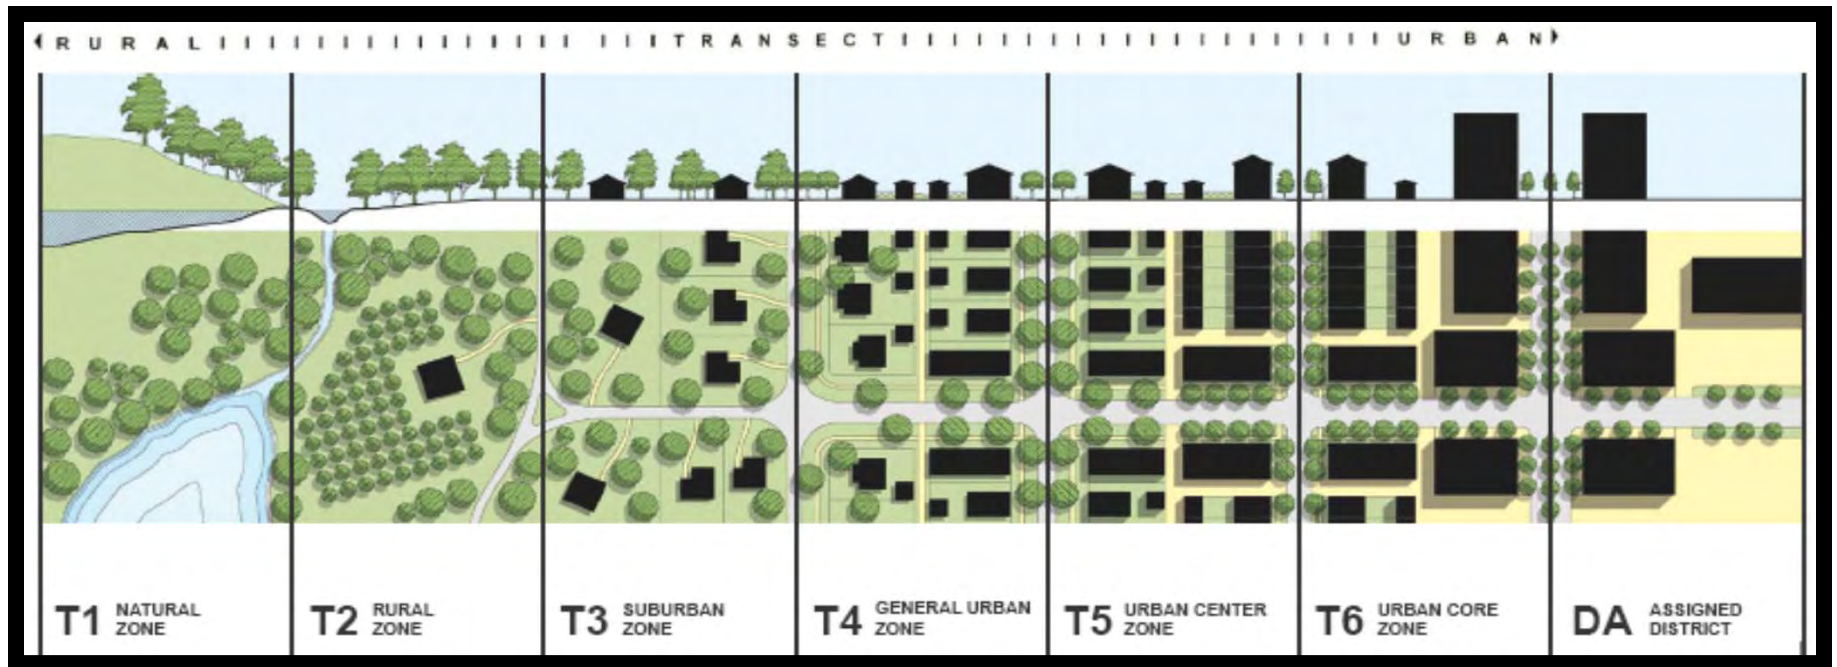 RURAL TRANSECT URBAN
T1 NATURAL
ZONE
T2 RURAL
ZONE
T3 SUBURBAN
ZONE
T4 GENERAL URBAN
ZONE
T5 URBAN CENTER
ZONE
T6 URBAN CORE
ZONE
DA ASSIGNED
DISTRICT